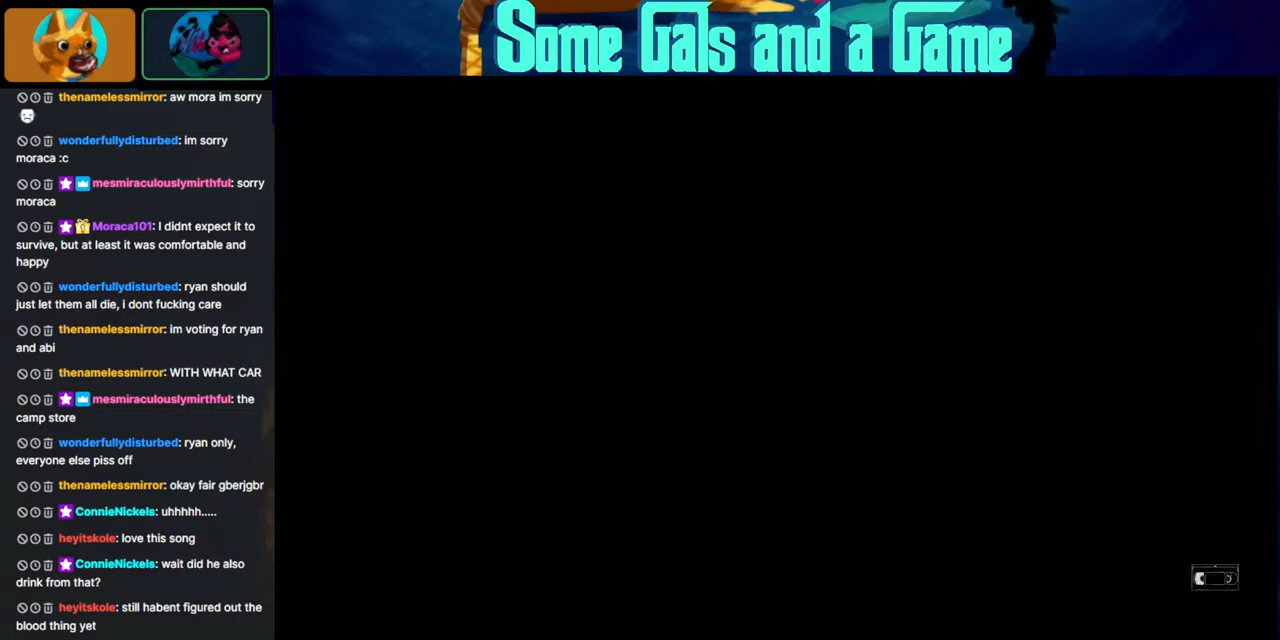 Some Gals and a Game
thenamelessmirror: aw mora im sorry
wonderfullydisturbed: im sorry
moraca :c
mesmiraculouslymirthful: sorry
moraca
Moraca101: I didnt expect it to
survive, but at least it was comfortable and
happy
wonderfullydisturbed: ryan should
just let them all die, i dont fucking care
thenamelessmirror: im voting for ryan
and abi
thenamelessmirror: WITH WHAT CAR
mesmiraculouslymirthful: the
camp store
wonderfullydisturbed: ryan only,
everyone else piss off
thenamelessmirror: okay fair gberjgbr
ConnieNickels: uhhhhh.....
heyitskole: love this song
ConnieNickels: wait did he also
drink from that?
heyitskole: still habent figured out the
blood thing yet